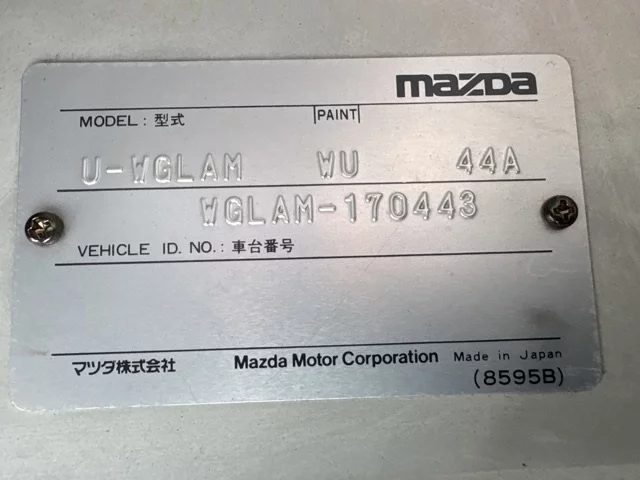 mazda
MODEL : 型式 PAINT
U-WGLAM WU 44A
WGLAM-170443
VEHICLE ID. NO. : 車台番号
マツダ株式会社 Mazda Motor Corporation Made in Japan
(8595B)